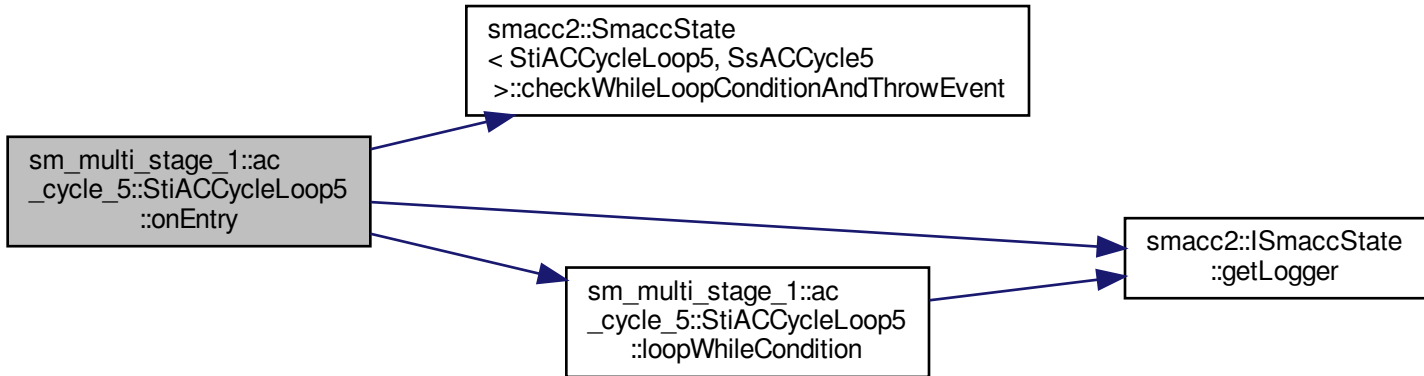 smacc2::SmaccState
< StiACCycleLoop5, SsACCycle5
>::checkWhileLoopConditionAndThrowEvent
sm_multi_stage_1::ac
_cycle_5::StiACCycleLoop5
::onEntry
smacc2::ISmaccState
::getLogger
sm_multi_stage_1::ac
_cycle_5::StiACCycleLoop5
::loopWhileCondition